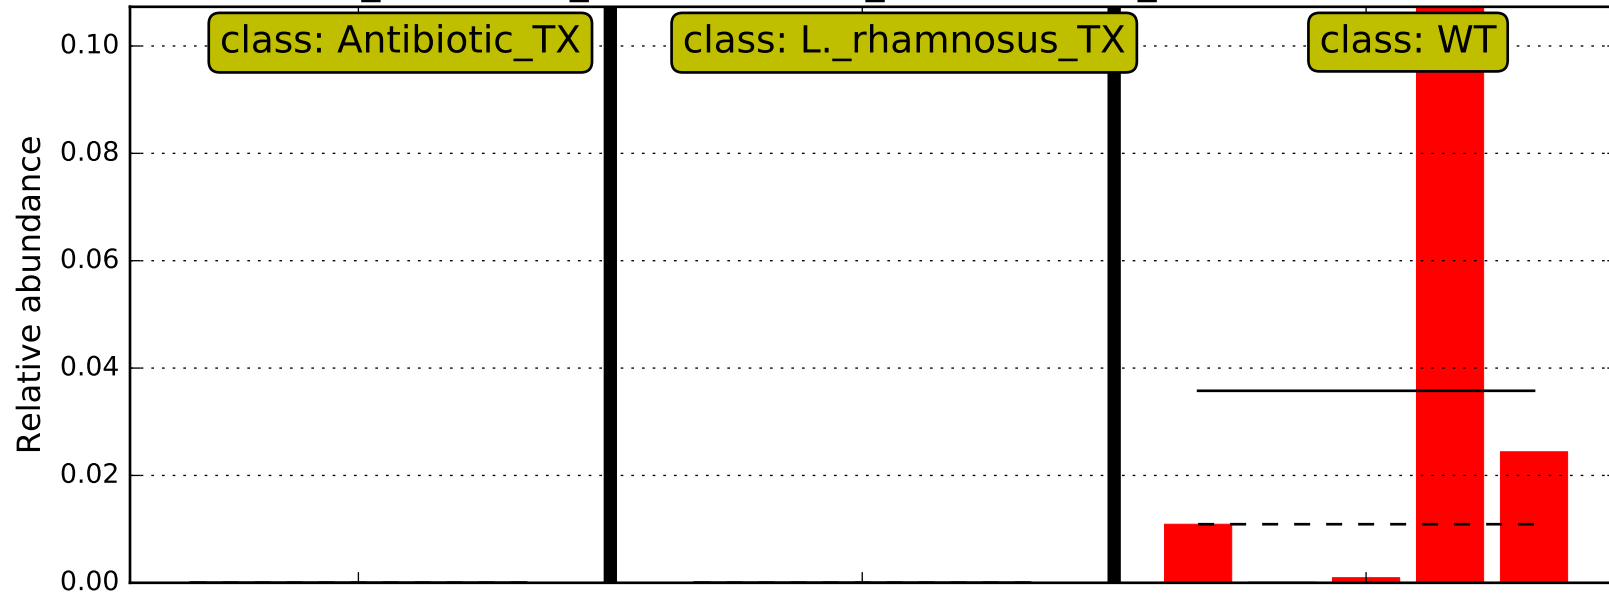 class: Antibiotic_TX
class: L._rhamnosus_TX
class: WT
Relative abundance
0.10
0.08
0.06
0.04
0.02
0.00